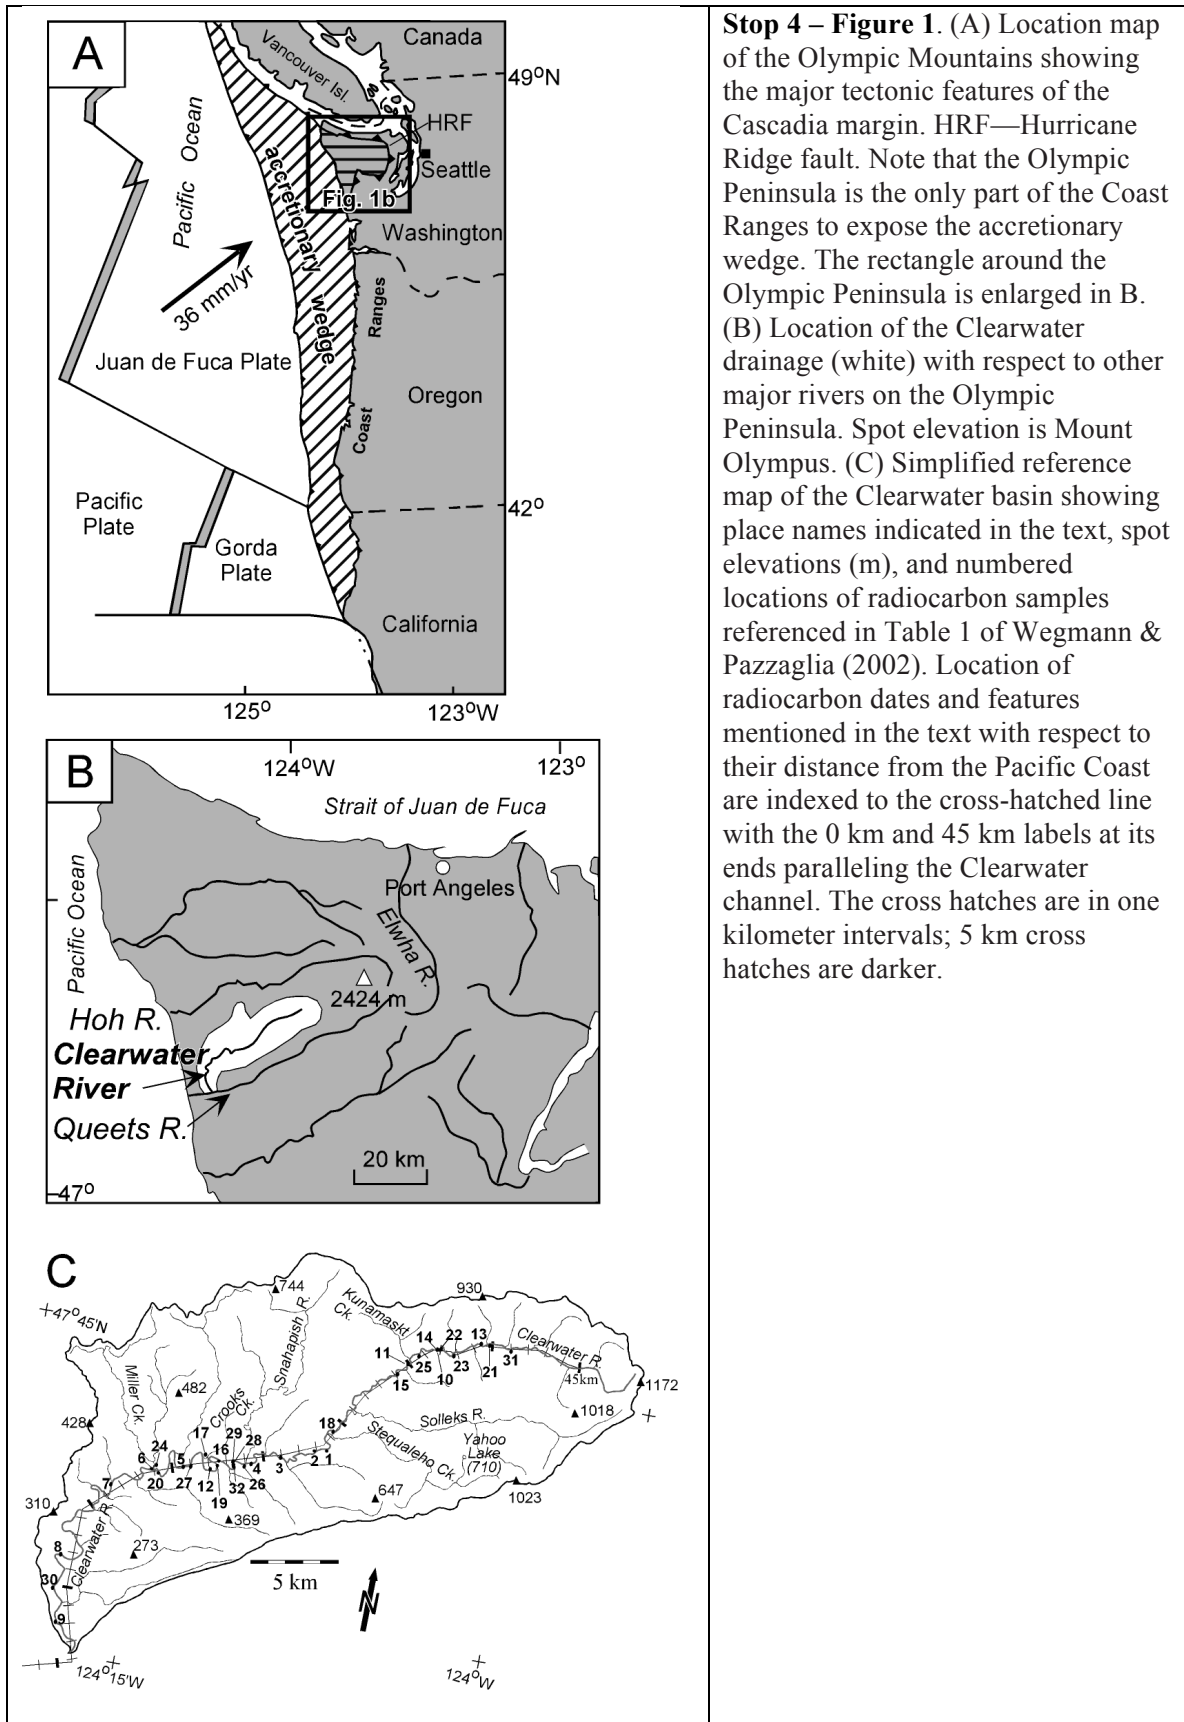 A
Canada
49°N
Vancouver Isl.
HRF
Seattle
Fig. 1b
Washington
Pacific Ocean
accretionary wedge
36 mm/yr
Juan de Fuca Plate
Coast Ranges
Oregon
42°
Pacific
Plate
Gorda
Plate
California
125°
123°W
B
124°W
123°
Strait of Juan de Fuca
Pacific Ocean
Port Angeles
Elwha R.
2424 m
Hoh R.
Clearwater
River
Queets R.
20 km
47°
C
47°45'N
744
930
Kunamaskt
Ck.
Snahapish R.
14
22
13
Clearwater R.
11
25
10
23
21
31
15
45km
1172
Miller Ck.
482
Crooks
Ck.
1018
428
18
Solleks R.
Stequaleho Ck.
Yahoo
Lake
(710)
17
29
28
24
6
5
16
2
1
7
20
27
12
32
4
26
3
19
310
369
647
1023
273
8
Clearwater R.
30
9
5 km
N
124°15'W
124°W
Stop 4 – Figure 1. (A) Location map
of the Olympic Mountains showing
the major tectonic features of the
Cascadia margin. HRF—Hurricane
Ridge fault. Note that the Olympic
Peninsula is the only part of the Coast
Ranges to expose the accretionary
wedge. The rectangle around the
Olympic Peninsula is enlarged in B.
(B) Location of the Clearwater
drainage (white) with respect to other
major rivers on the Olympic
Peninsula. Spot elevation is Mount
Olympus. (C) Simplified reference
map of the Clearwater basin showing
place names indicated in the text, spot
elevations (m), and numbered
locations of radiocarbon samples
referenced in Table 1 of Wegmann &
Pazzaglia (2002). Location of
radiocarbon dates and features
mentioned in the text with respect to
their distance from the Pacific Coast
are indexed to the cross-hatched line
with the 0 km and 45 km labels at its
ends paralleling the Clearwater
channel. The cross hatches are in one
kilometer intervals; 5 km cross
hatches are darker.